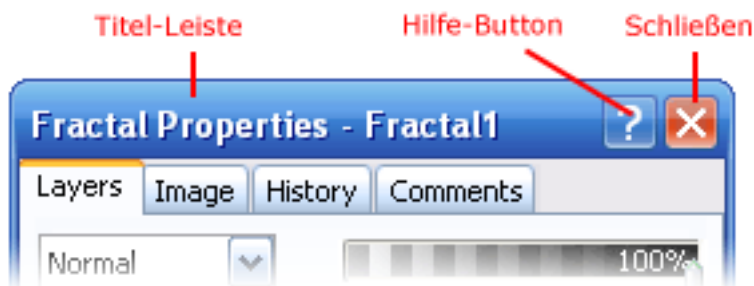 Titel-Leiste Hilfe-Button Schließen
Fractal Properties - Fractal1 ? X
Layers Image History Comments
Normal 100%